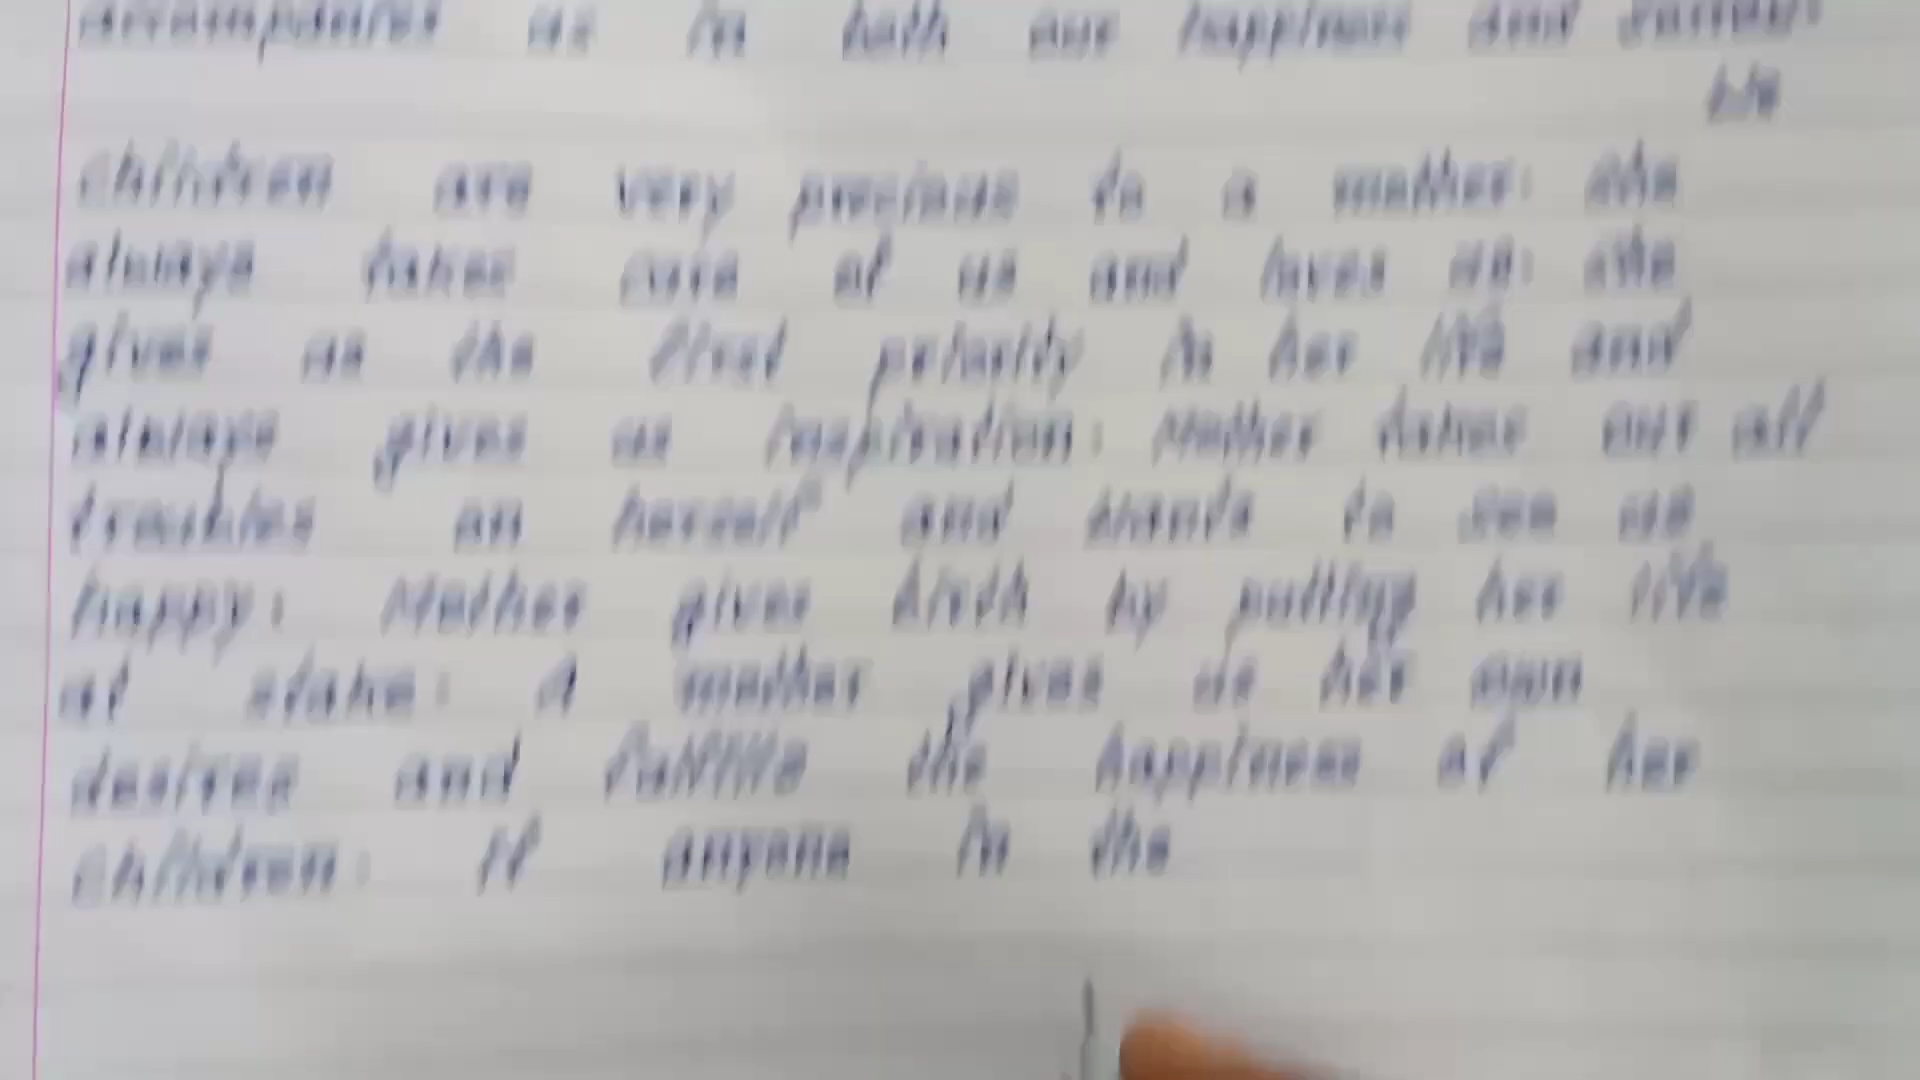 accompanies us in both our happiness and
Children are very precious to a mother. She
always takes care of us and loves us. She
gives us the first priority in her life and
always gives us inspiration. Mother takes our all
troubles on herself and wants to see us
happy. Mother gives birth by putting her life
at stake. A mother gives us her own
desires and fulfills the happiness of her
children. If anyone in the